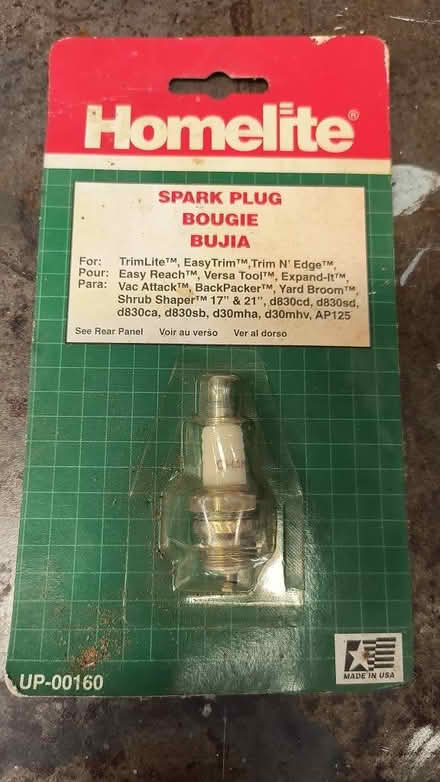 Homelite®
SPARK PLUG
BOUGIE
BUJIA
For: TrimLite™, EasyTrim™,Trim N' Edge™,
Pour: Easy Reach™, Versa Tool™, Expand-It™,
Para: Vac Attack™, BackPacker™, Yard Broom™,
Shrub Shaper™ 17" & 21", d830cd, d830sd,
d830ca, d830sb, d30mha, d30mhv, AP125
See Rear Panel Voir au verso Ver al dorso
UP-00160
MADE IN USA